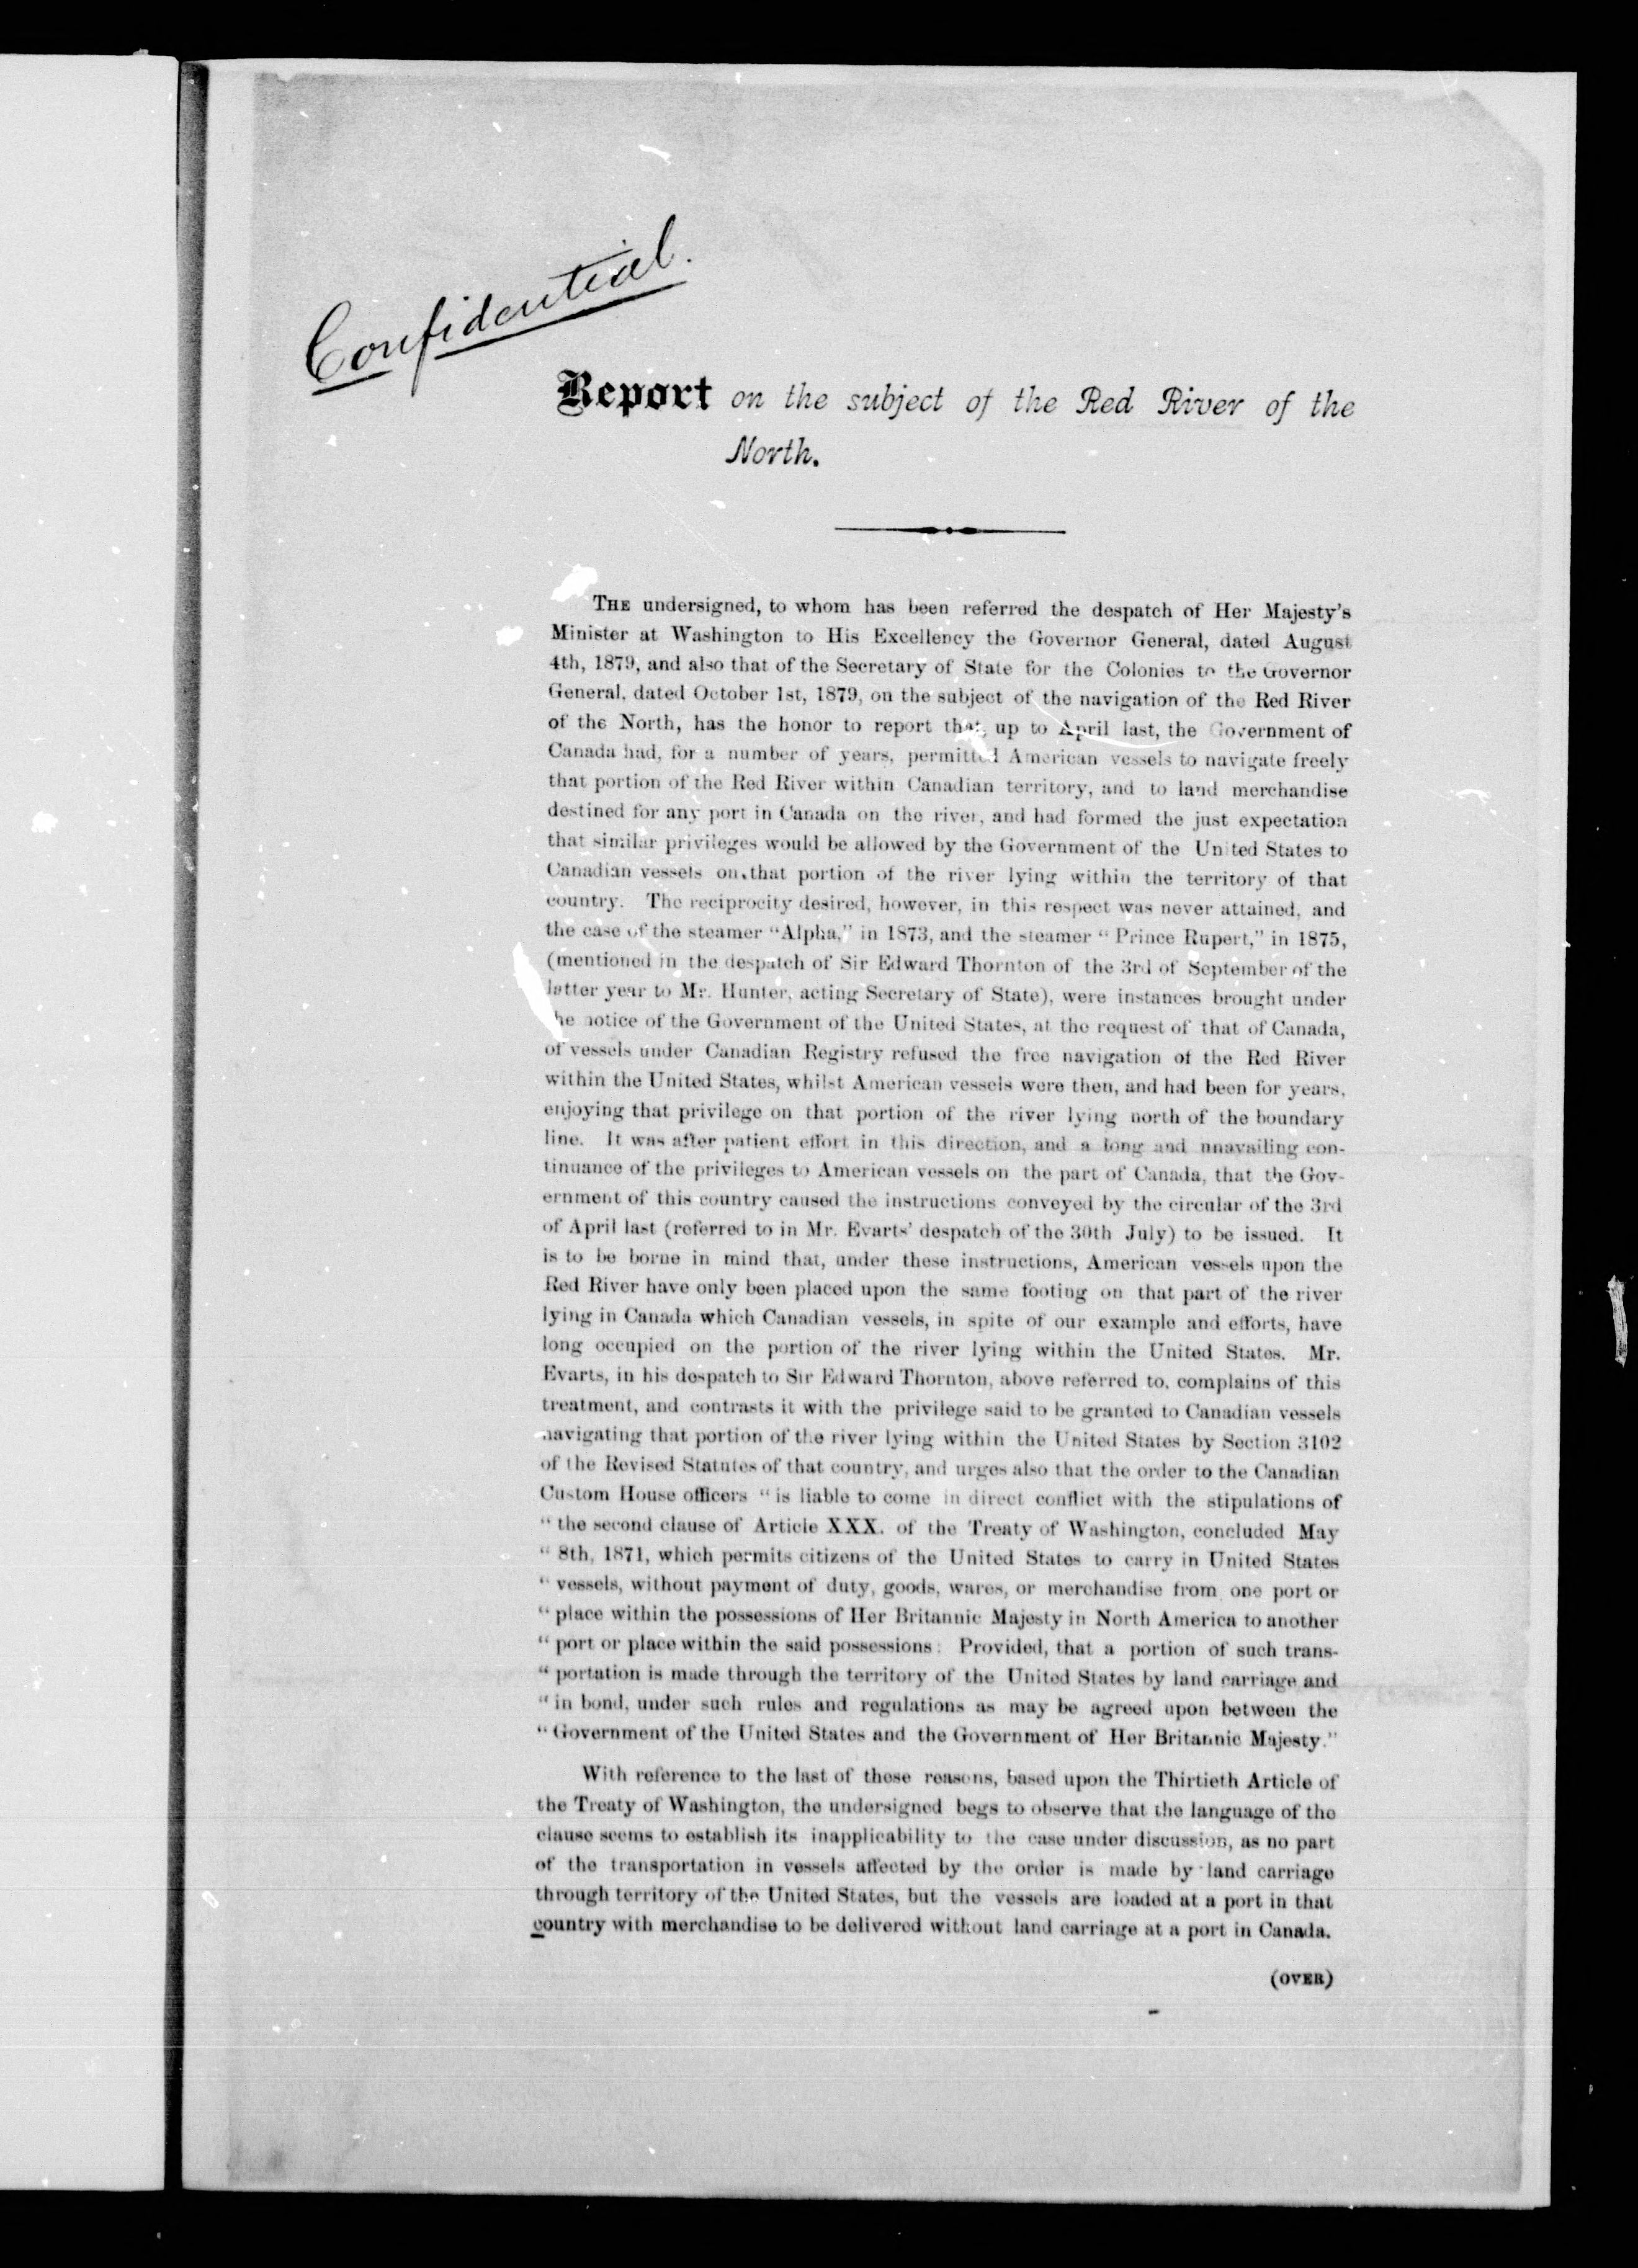 Confidential.
Report on the subject of the Red River of the
North.
THE undersigned, to whom has been referred the despatch of Her Majesty's
Minister at Washington to His Excellency the Governor General, dated August
4th, 1879, and also that of the Secretary of State for the Colonies to the Governor
General, dated October 1st, 1879, on the subject of the navigation of the Red River
of the North, has the honor to report that, up to April last, the Government of
Canada had, for a number of years, permitted American vessels to navigate freely
that portion of the Red River within Canadian territory, and to land merchandise
destined for any port in Canada on the river, and had formed the just expectation
that similar privileges would be allowed by the Government of the United States to
Canadian vessels on that portion of the river lying within the territory of that
country. The reciprocity desired, however, in this respect was never attained, and
the case of the steamer "Alpha," in 1873, and the steamer "Prince Rupert," in 1875,
(mentioned in the despatch of Sir Edward Thornton of the 3rd of September of the
latter year to Mr. Hunter, acting Secretary of State), were instances brought under
the notice of the Government of the United States, at the request of that of Canada,
of vessels under Canadian Registry refused the free navigation of the Red River
within the United States, whilst American vessels were then, and had been for years,
enjoying that privilege on that portion of the river lying north of the boundary
line. It was after patient effort in this direction, and a long and unavailing con-
tinuance of the privileges to American vessels on the part of Canada, that the Gov-
ernment of this country caused the instructions conveyed by the circular of the 3rd
of April last (referred to in Mr. Evarts' despatch of the 30th July) to be issued. It
is to be borne in mind that, under these instructions, American vessels upon the
Red River have only been placed upon the same footing on that part of the river
lying in Canada which Canadian vessels, in spite of our example and efforts, have
long occupied on the portion of the river lying within the United States. Mr.
Evarts, in his despatch to Sir Edward Thornton, above referred to, complains of this
treatment, and contrasts it with the privilege said to be granted to Canadian vessels
navigating that portion of the river lying within the United States by Section 3102
of the Revised Statutes of that country, and urges also that the order to the Canadian
Custom House officers "is liable to come in direct conflict with the stipulations of
"the second clause of Article XXX. of the Treaty of Washington, concluded May
"8th, 1871, which permits citizens of the United States to carry in United States
"vessels, without payment of duty, goods, wares, or merchandise from one port or
"place within the possessions of Her Britannic Majesty in North America to another
"port or place within the said possessions: Provided, that a portion of such trans-
"portation is made through the territory of the United States by land carriage and
"in bond, under such rules and regulations as may be agreed upon between the
"Government of the United States and the Government of Her Britannic Majesty."
With reference to the last of these reasons, based upon the Thirtieth Article of
the Treaty of Washington, the undersigned begs to observe that the language of the
clause seems to establish its inapplicability to the case under discussion, as no part
of the transportation in vessels affected by the order is made by land carriage
through territory of the United States, but the vessels are loaded at a port in that
country with merchandise to be delivered without land carriage at a port in Canada.
(OVER)